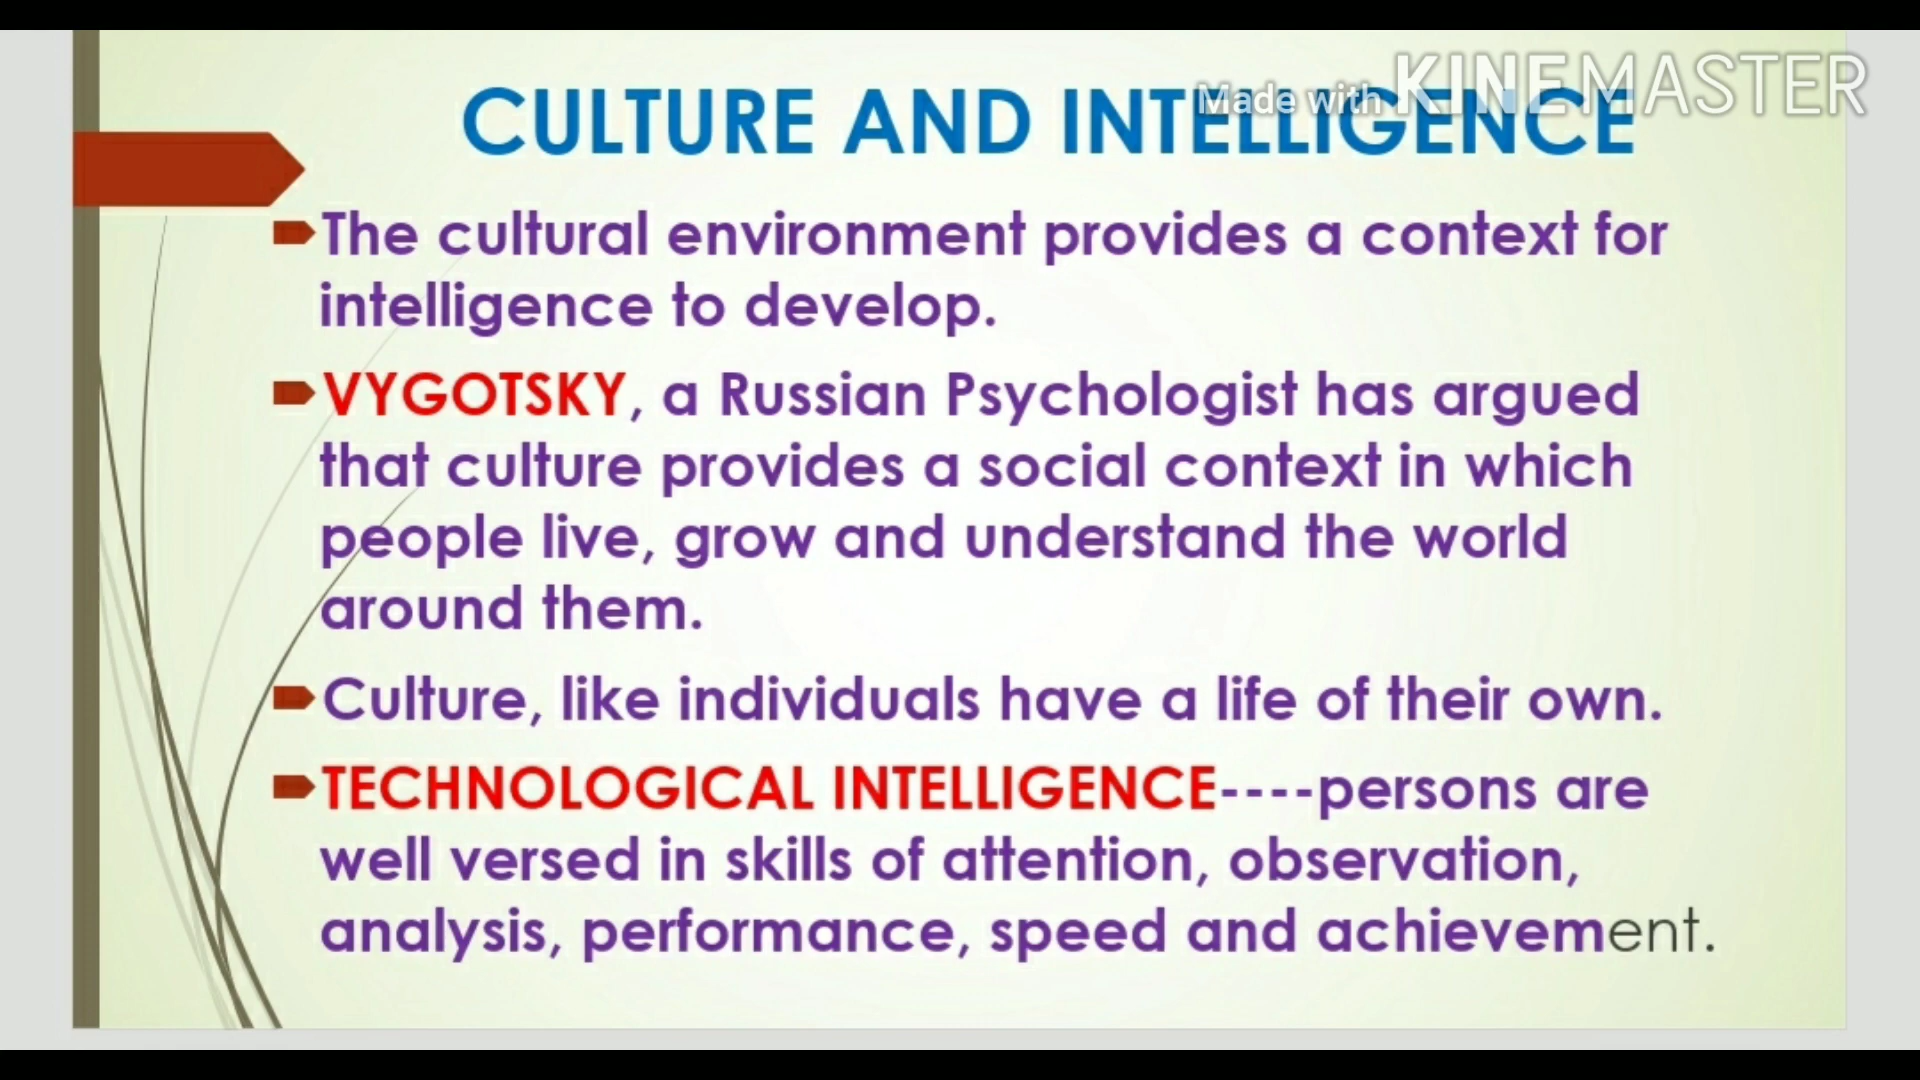 Made with KINEMASTER
CULTURE AND INTELLIGENCE
The cultural environment provides a context for
intelligence to develop.
VYGOTSKY, a Russian Psychologist has argued
that culture provides a social context in which
people live, grow and understand the world
around them.
Culture, like individuals have a life of their own.
TECHNOLOGICAL INTELLIGENCE----persons are
well versed in skills of attention, observation,
analysis, performance, speed and achievement.